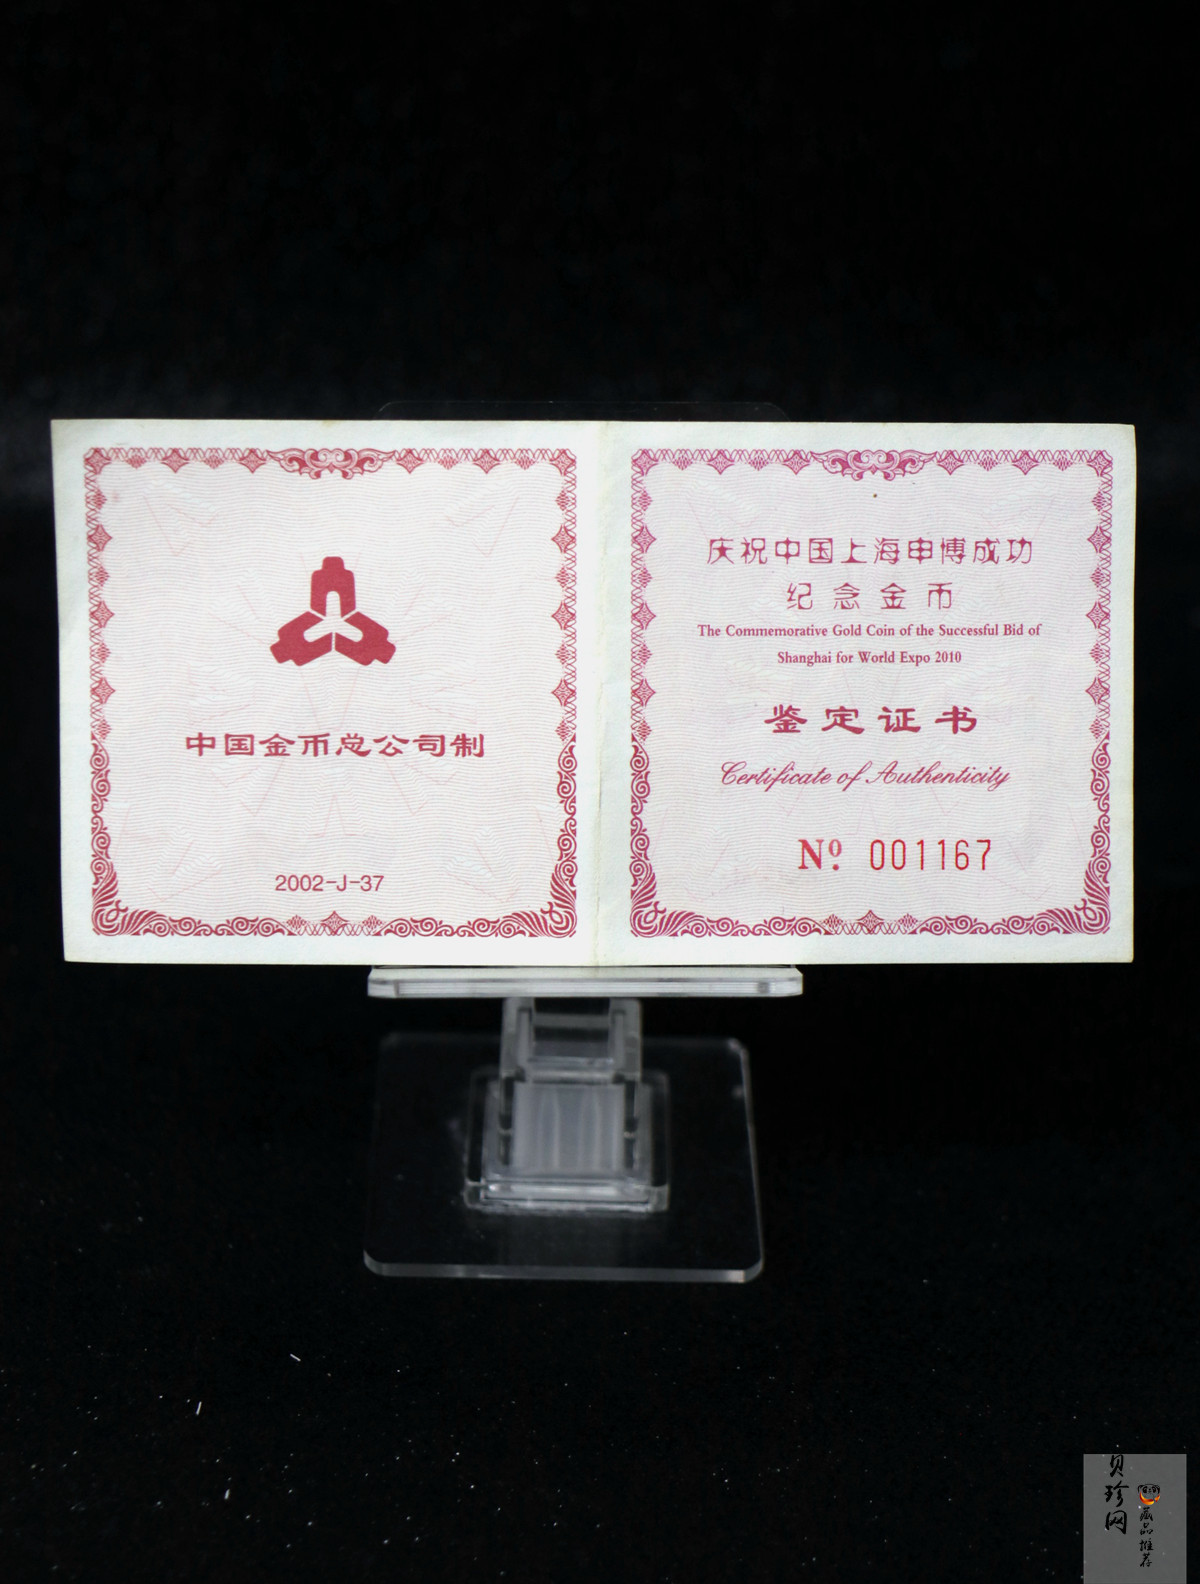 中国金币总公司制
2002-J-37
庆祝中国上海申博成功
纪念金币
The Commemorative Gold Coin of the Successful Bid of
Shanghai for World Expo 2010
鉴定证书
Certificate of Authenticity
Nº. 001167
贝珍网
藏品推荐